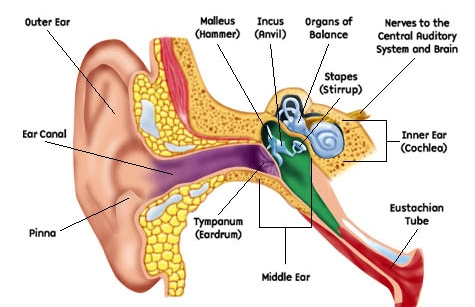 Outer Ear
Malleus
(Hammer)
Incus
(Anvil)
Organs of
Balance
Nerves to the
Central Auditory
System and Brain
Stapes
(Stirrup)
Ear Canal
Inner Ear
(Cochlea)
Pinna
Tympanum
(Eardrum)
Eustachian
Tube
Middle Ear